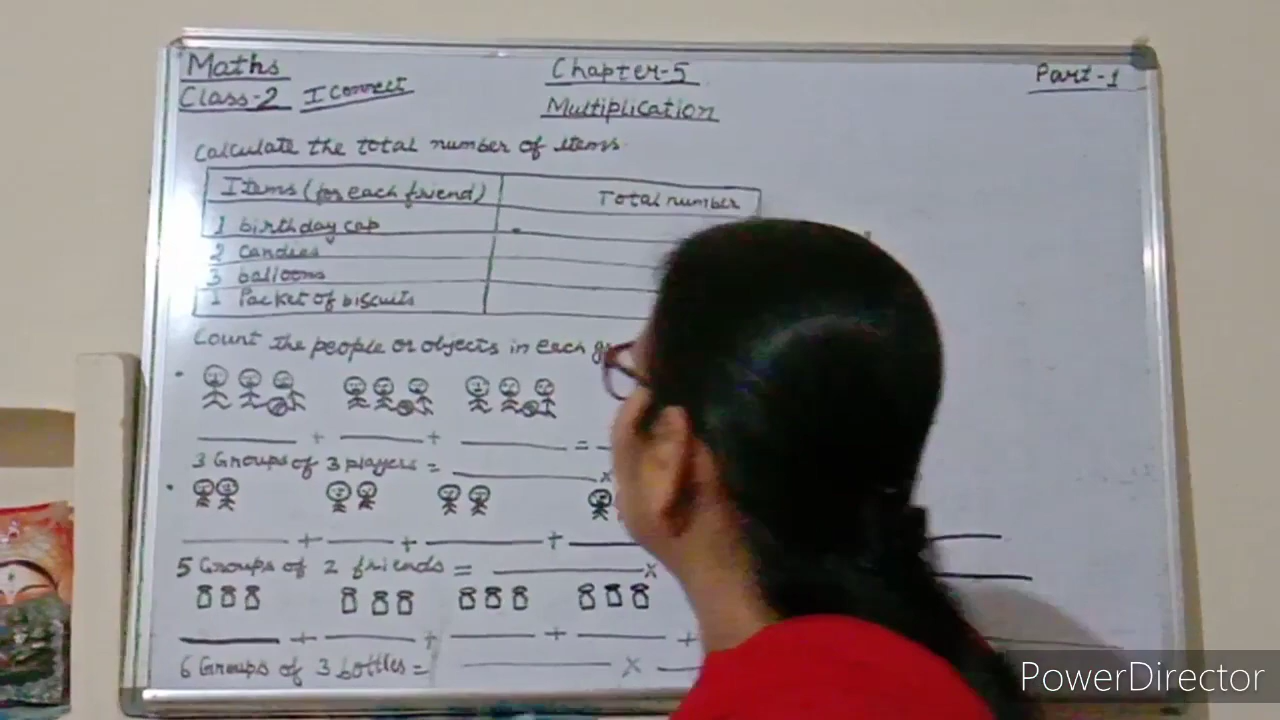 Maths
Class-2 I Correct
Chapter-5
Multiplication
Part-1
Calculate the total number of items.
Items (for each friend) Total number
1 birthday cap
2 candies
3 balloons
1 Packet of biscuits
Count the people or objects in each
+ + =
3 Groups of 3 players = x
+ + +
5 Groups of 2 friends = x
+ + + +
6 Groups of 3 bottles = x
PowerDirector